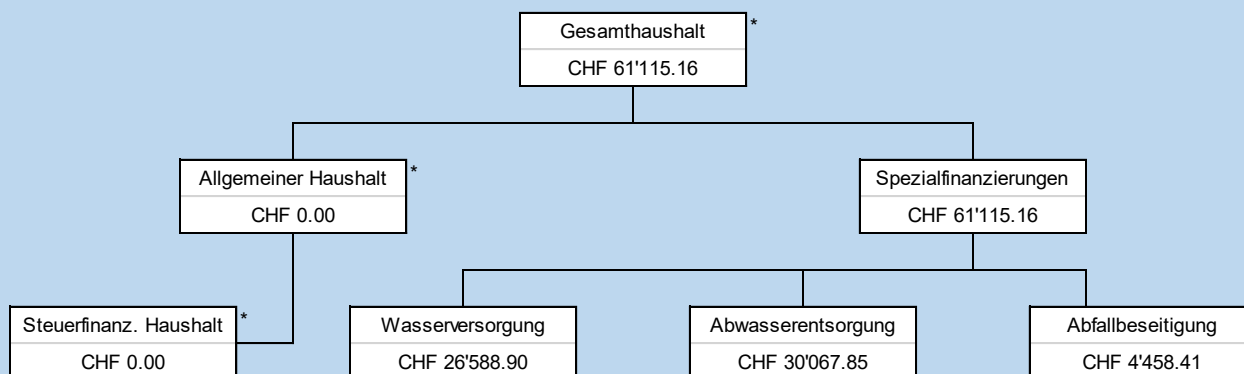 Gesamthaushalt *
CHF 61'115.16
Allgemeiner Haushalt *
CHF 0.00
Spezialfinanzierungen
CHF 61'115.16
Steuerfinanz. Haushalt *
CHF 0.00
Wasserversorgung
CHF 26'588.90
Abwasserentsorgung
CHF 30'067.85
Abfallbeseitigung
CHF 4'458.41